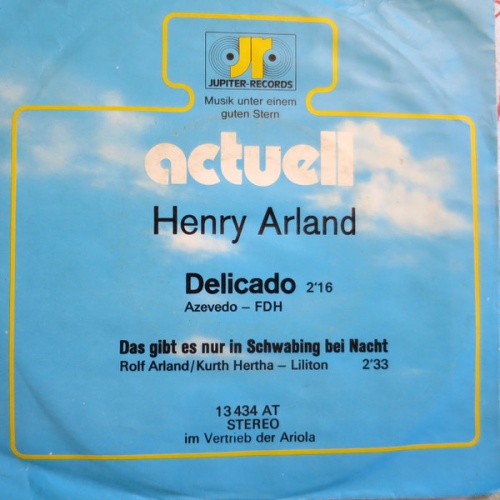 Jr
JUPITER-RECORDS
Musik unter einem
guten Stern
actuell
Henry Arland
Delicado 2'16
Azevedo – FDH
Das gibt es nur in Schwabing bei Nacht
Rolf Arland/Kurth Hertha – Liliton 2'33
13 434 AT
STEREO
im Vertrieb der Ariola